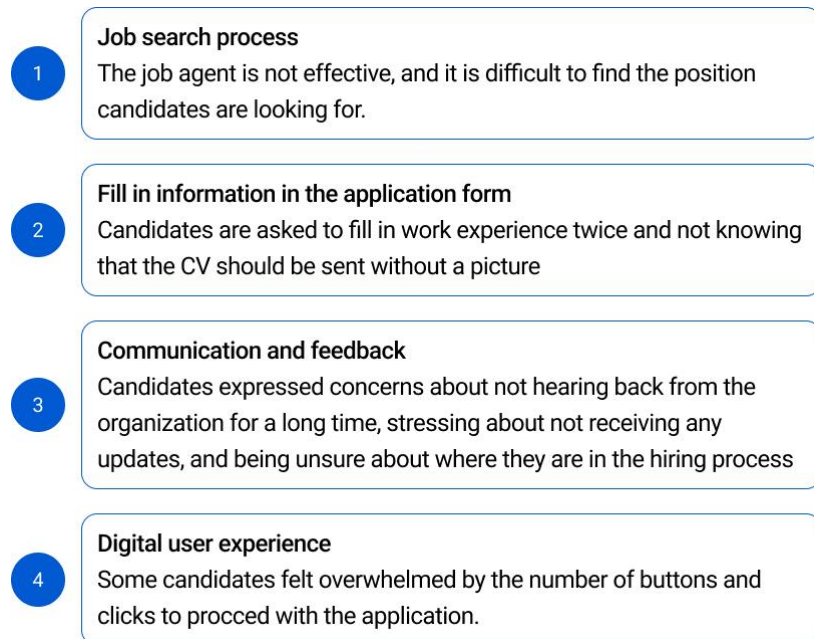 Job search process
1
The job agent is not effective, and it is difficult to find the position
candidates are looking for.
Fill in information in the application form
2
Candidates are asked to fill in work experience twice and not knowing
that the CV should be sent without a picture
Communication and feedback
Candidates expressed concerns about not hearing back from the
3
organization for a long time, stressing about not receiving any
updates, and being unsure about where they are in the hiring process
Digital user experience
4
Some candidates felt overwhelmed by the number of buttons and
clicks to procced with the application.